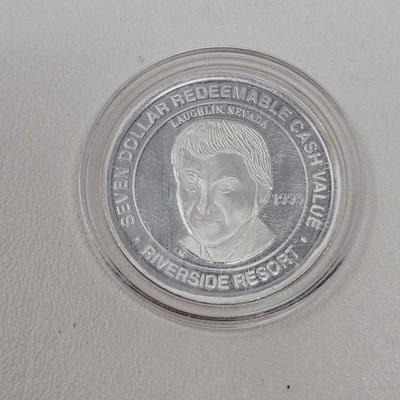 SEVEN DOLLAR REDEEMABLE CASH VALUE
LAUGHLIN, NEVADA
• RIVERSIDE RESORT •